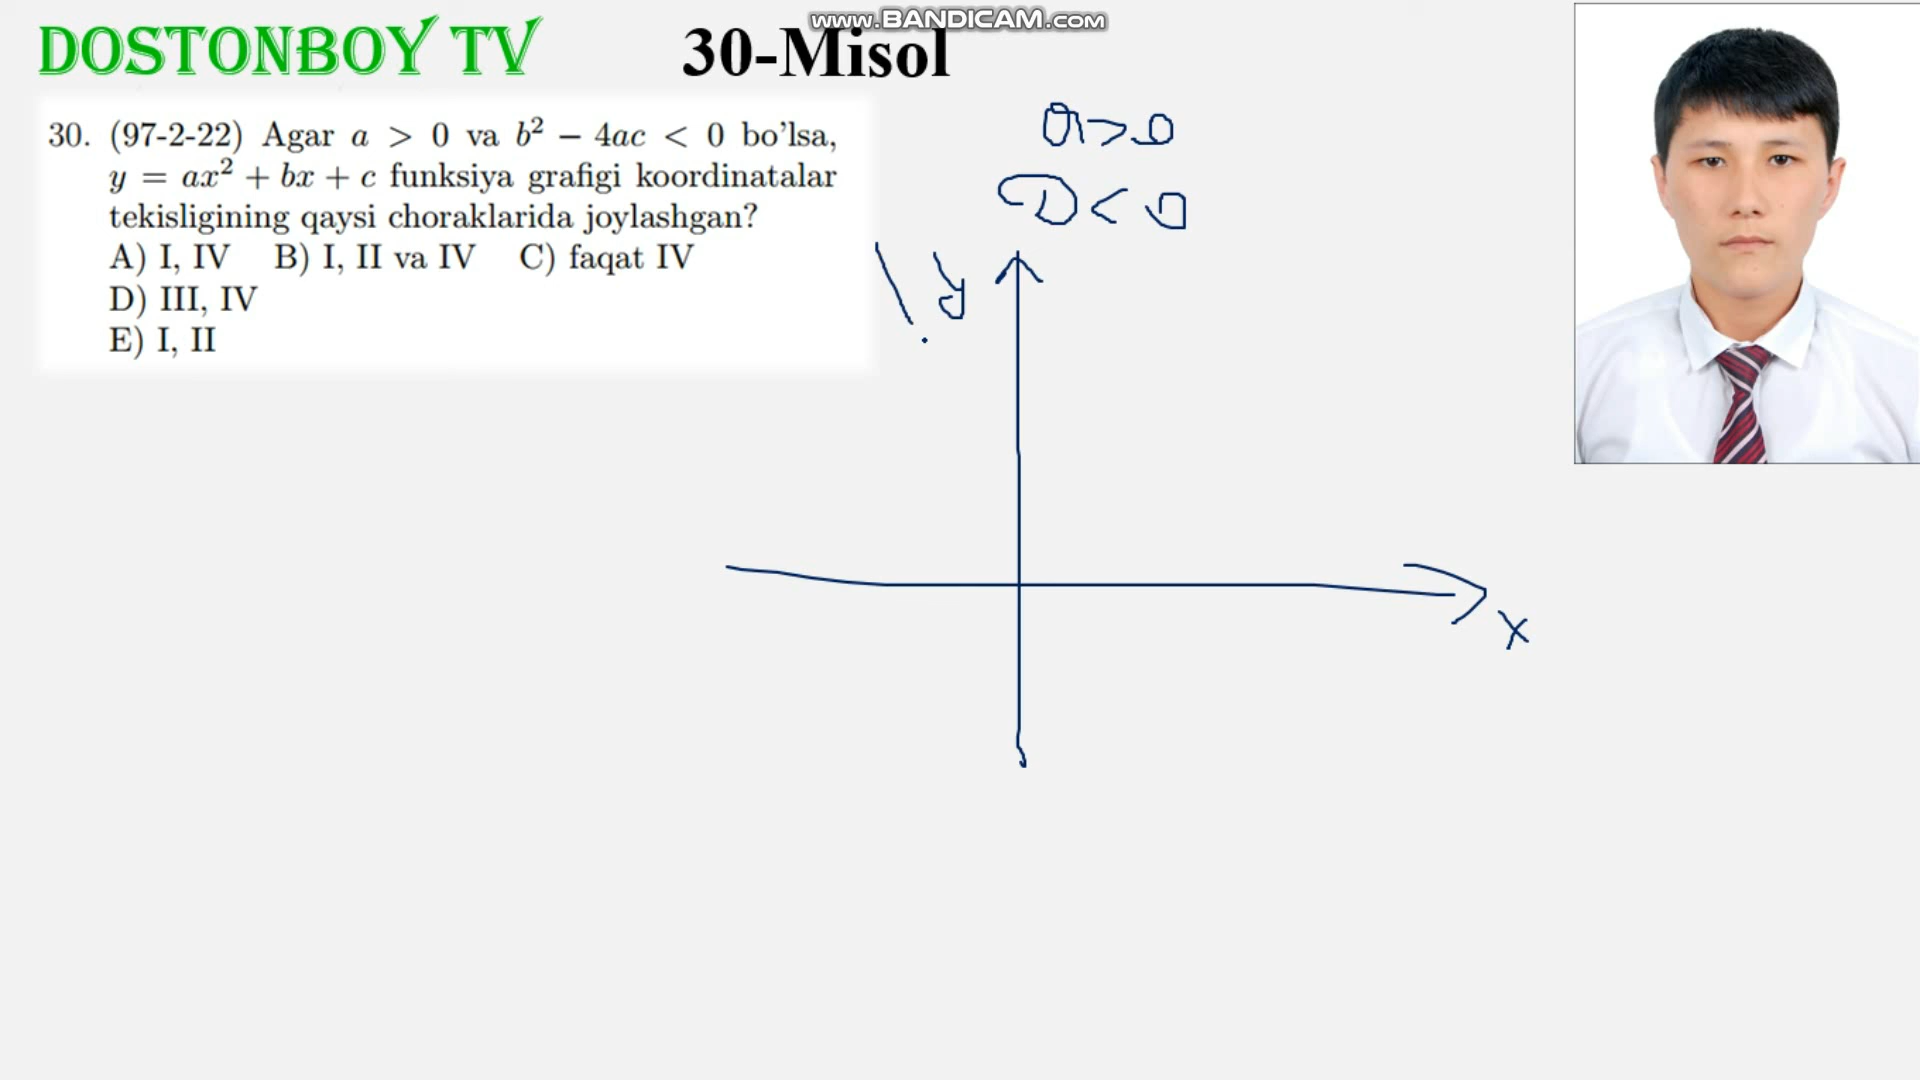 www.BANDICAM.com
DOSTONBOY TV
30-Misol
30. (97-2-22) Agar a > 0 va b² − 4ac < 0 bo'lsa,
y = ax² + bx + c funksiya grafigi koordinatalar
tekisligining qaysi choraklarida joylashgan?
A) I, IV B) I, II va IV C) faqat IV
D) III, IV
E) I, II
a>0
D<0
y
x